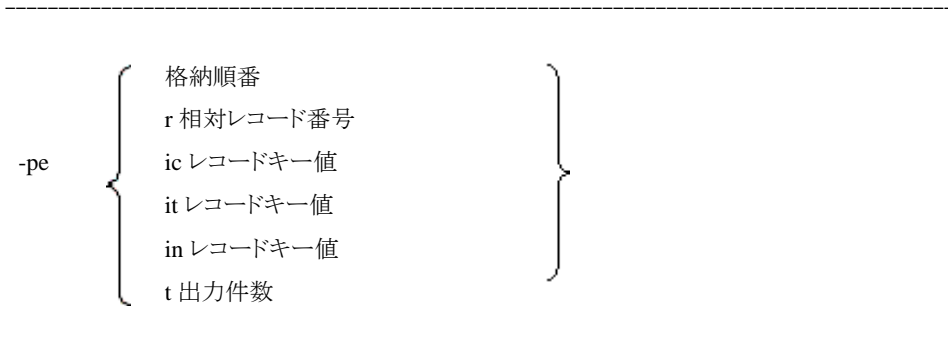 格納順番
r 相対レコード番号
-pe
ic レコードキー値
it レコードキー値
in レコードキー値
t 出力件数